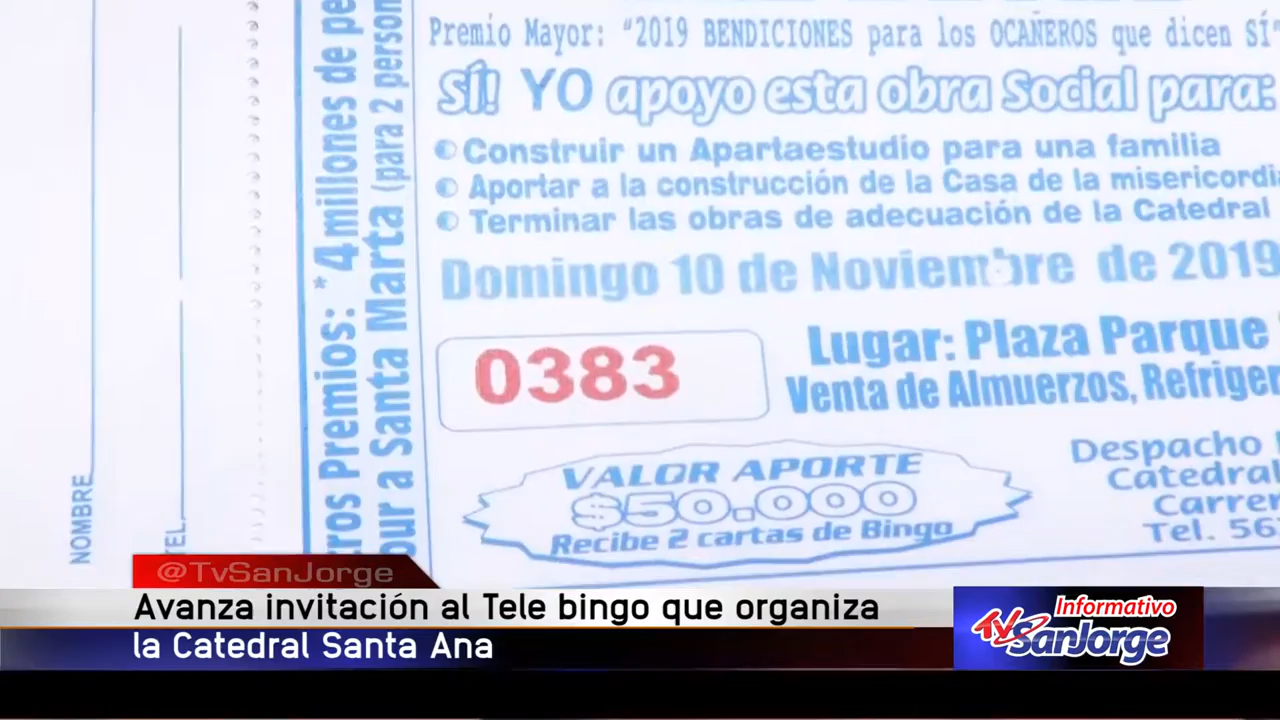 Premio Mayor: "2019 BENDICIONES para los OCAÑEROS que dicen SÍ"
SÍ! YO apoyo esta obra Social para:
Construir un Apartaestudio para una familia
Aportar a la construcción de la Casa de la misericordia
Terminar las obras de adecuación de la Catedral
Domingo 10 de Noviembre de 2019
0383
Lugar: Plaza Parque
Venta de Almuerzos, Refriger
VALOR APORTE
$50.000
Recibe 2 cartas de Bingo
Despacho
Catedral
Carrer
Tel. 56
NOMBRE
TEL.
tros Premios: *4 millones de pe
our a Santa Marta (para 2 person
@TvSanJorge
Avanza invitación al Tele bingo que organiza
la Catedral Santa Ana
Informativo
TV SanJorge